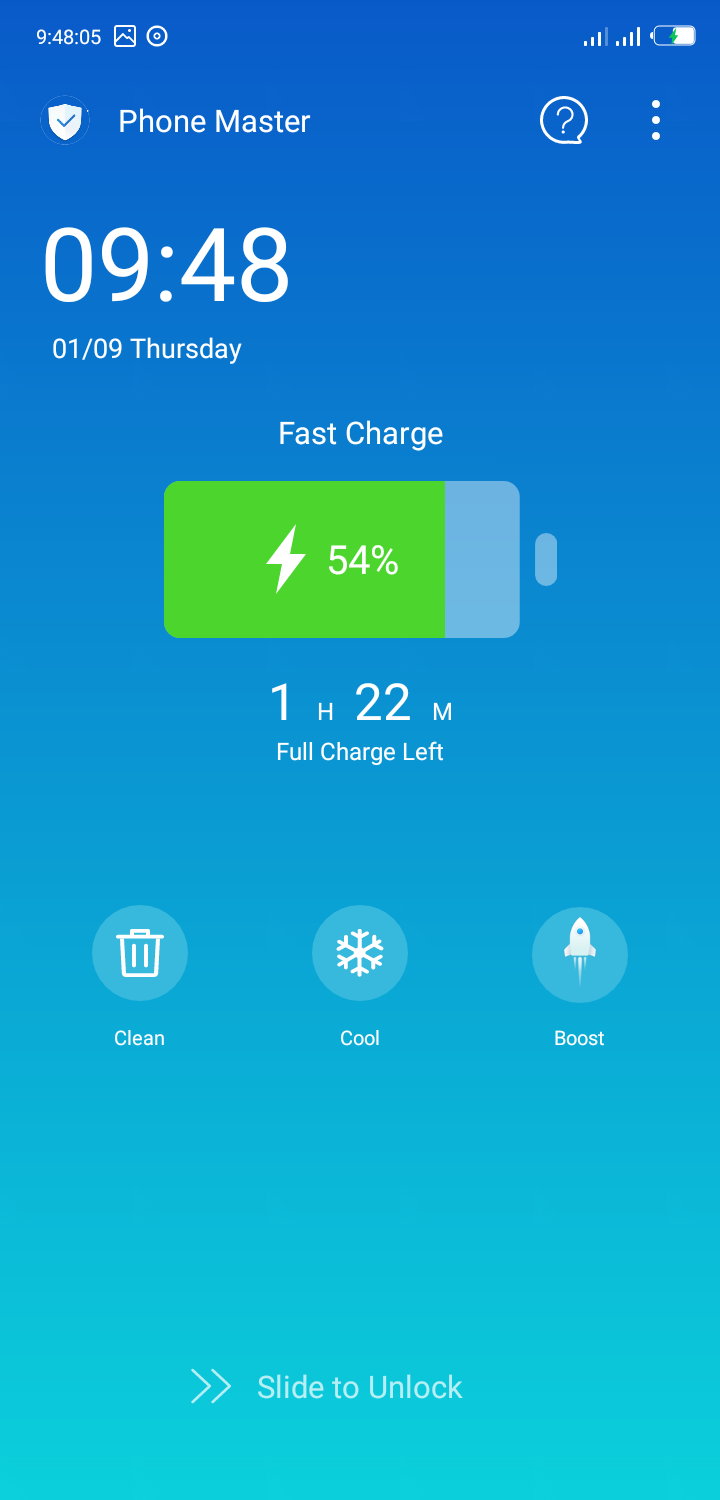 9:48:05
Phone Master
09:48
01/09 Thursday
Fast Charge
54%
1 H 22 M
Full Charge Left
Clean
Cool
Boost
Slide to Unlock